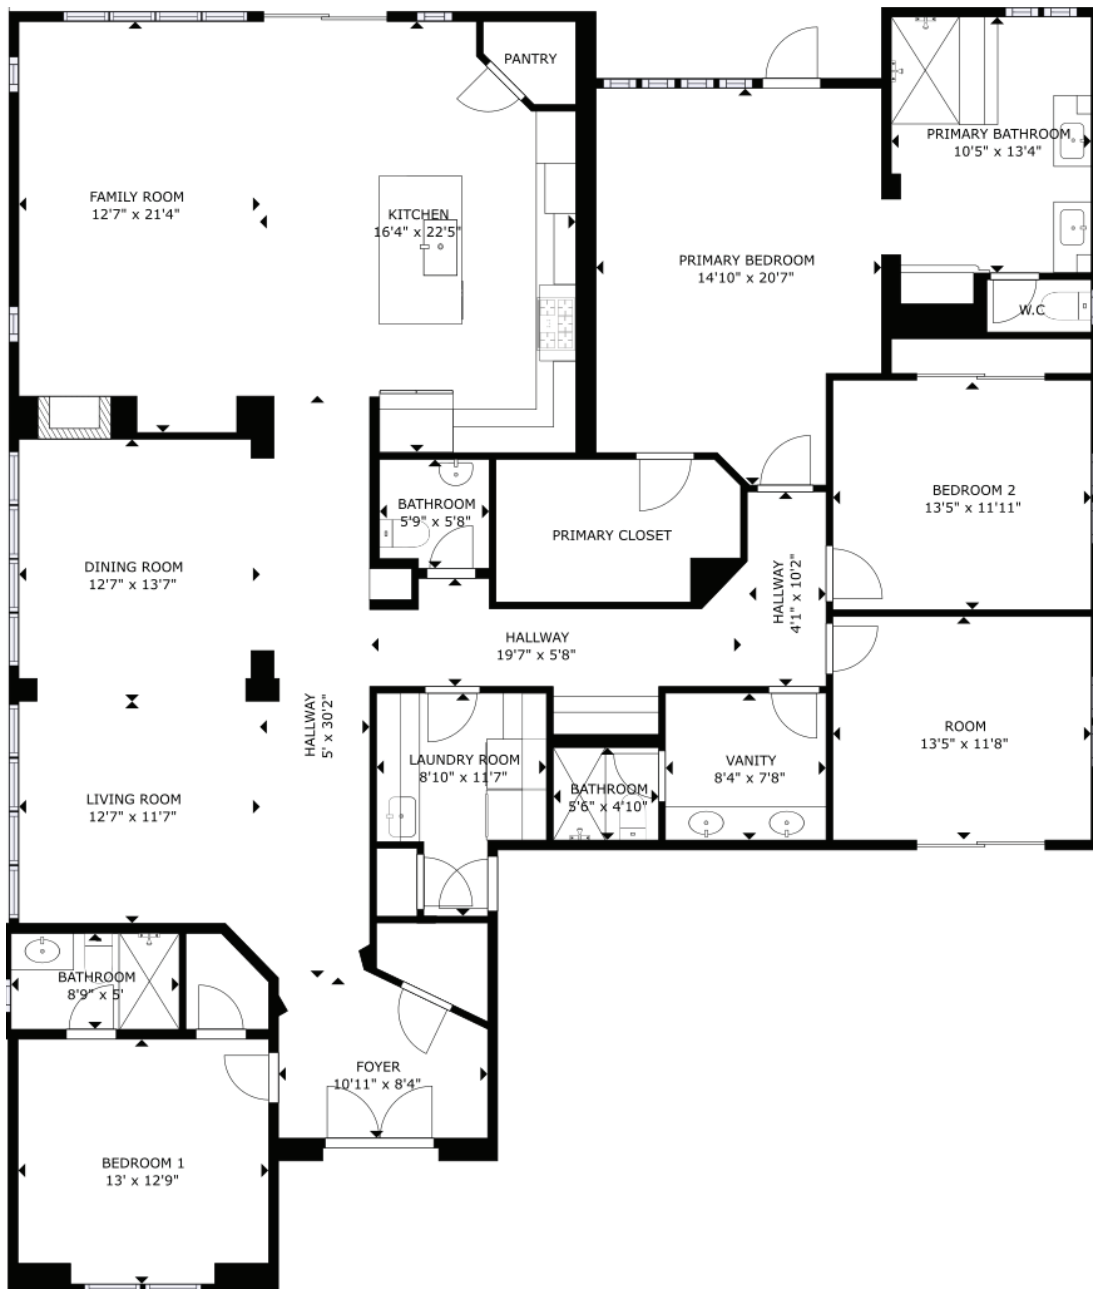 PANTRY
PRIMARY BATHROOM
10'5" x 13'4"
FAMILY ROOM
12'7" x 21'4"
KITCHEN
16'4" x 22'5"
PRIMARY BEDROOM
14'10" x 20'7"
W.C
BATHROOM
5'9" x 5'8"
BEDROOM 2
13'5" x 11'11"
PRIMARY CLOSET
DINING ROOM
12'7" x 13'7"
HALLWAY
4'1" x 10'2"
HALLWAY
19'7" x 5'8"
HALLWAY
5' x 30'2"
ROOM
13'5" x 11'8"
LAUNDRY ROOM
8'10" x 11'7"
VANITY
8'4" x 7'8"
BATHROOM
5'6" x 4'10"
LIVING ROOM
12'7" x 11'7"
BATHROOM
8'9" x 5'
FOYER
10'11" x 8'4"
BEDROOM 1
13' x 12'9"